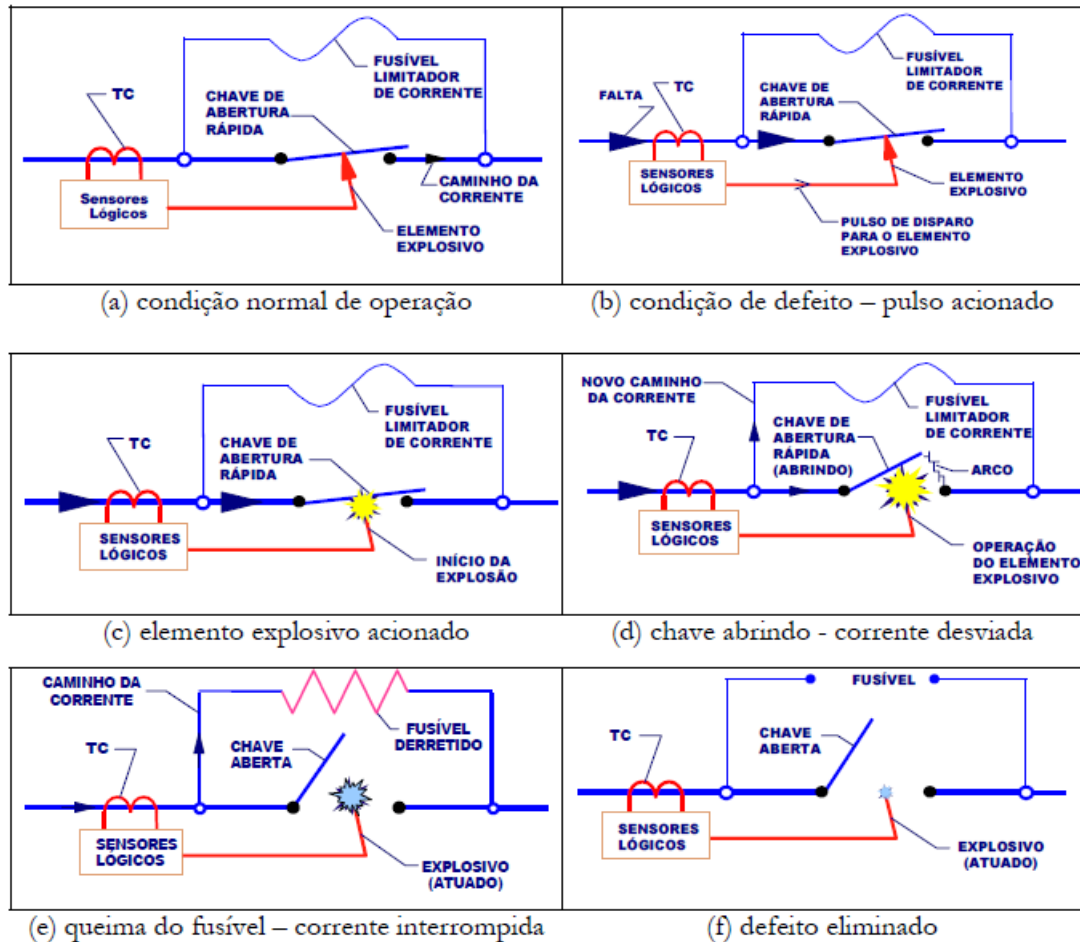 TC
FUSÍVEL
LIMITADOR
DE CORRENTE
CHAVE DE
ABERTURA
RÁPIDA
Sensores
Lógicos
CAMINHO DA
CORRENTE
ELEMENTO
EXPLOSIVO
(a) condição normal de operação
FALTA
TC
FUSÍVEL
LIMITADOR
DE CORRENTE
CHAVE DE
ABERTURA
RÁPIDA
SENSORES
LÓGICOS
ELEMENTO
EXPLOSIVO
PULSO DE DISPARO
PARA O ELEMENTO
EXPLOSIVO
(b) condição de defeito – pulso acionado
TC
FUSÍVEL
LIMITADOR
DE CORRENTE
CHAVE DE
ABERTURA
RÁPIDA
SENSORES
LÓGICOS
INÍCIO DA
EXPLOSÃO
(c) elemento explosivo acionado
NOVO CAMINHO
DA CORRENTE
TC
FUSÍVEL
LIMITADOR
DE CORRENTE
CHAVE DE
ABERTURA
RÁPIDA
(ABRINDO)
ARCO
SENSORES
LÓGICOS
OPERAÇÃO
DO ELEMENTO
EXPLOSIVO
(d) chave abrindo - corrente desviada
CAMINHO DA
CORRENTE
TC
CHAVE
ABERTA
FUSÍVEL
DERRETIDO
SENSORES
LÓGICOS
EXPLOSIVO
(ATUADO)
(e) queima do fusível – corrente interrompida
FUSÍVEL
TC
CHAVE
ABERTA
SENSORES
LÓGICOS
EXPLOSIVO
(ATUADO)
(f) defeito eliminado